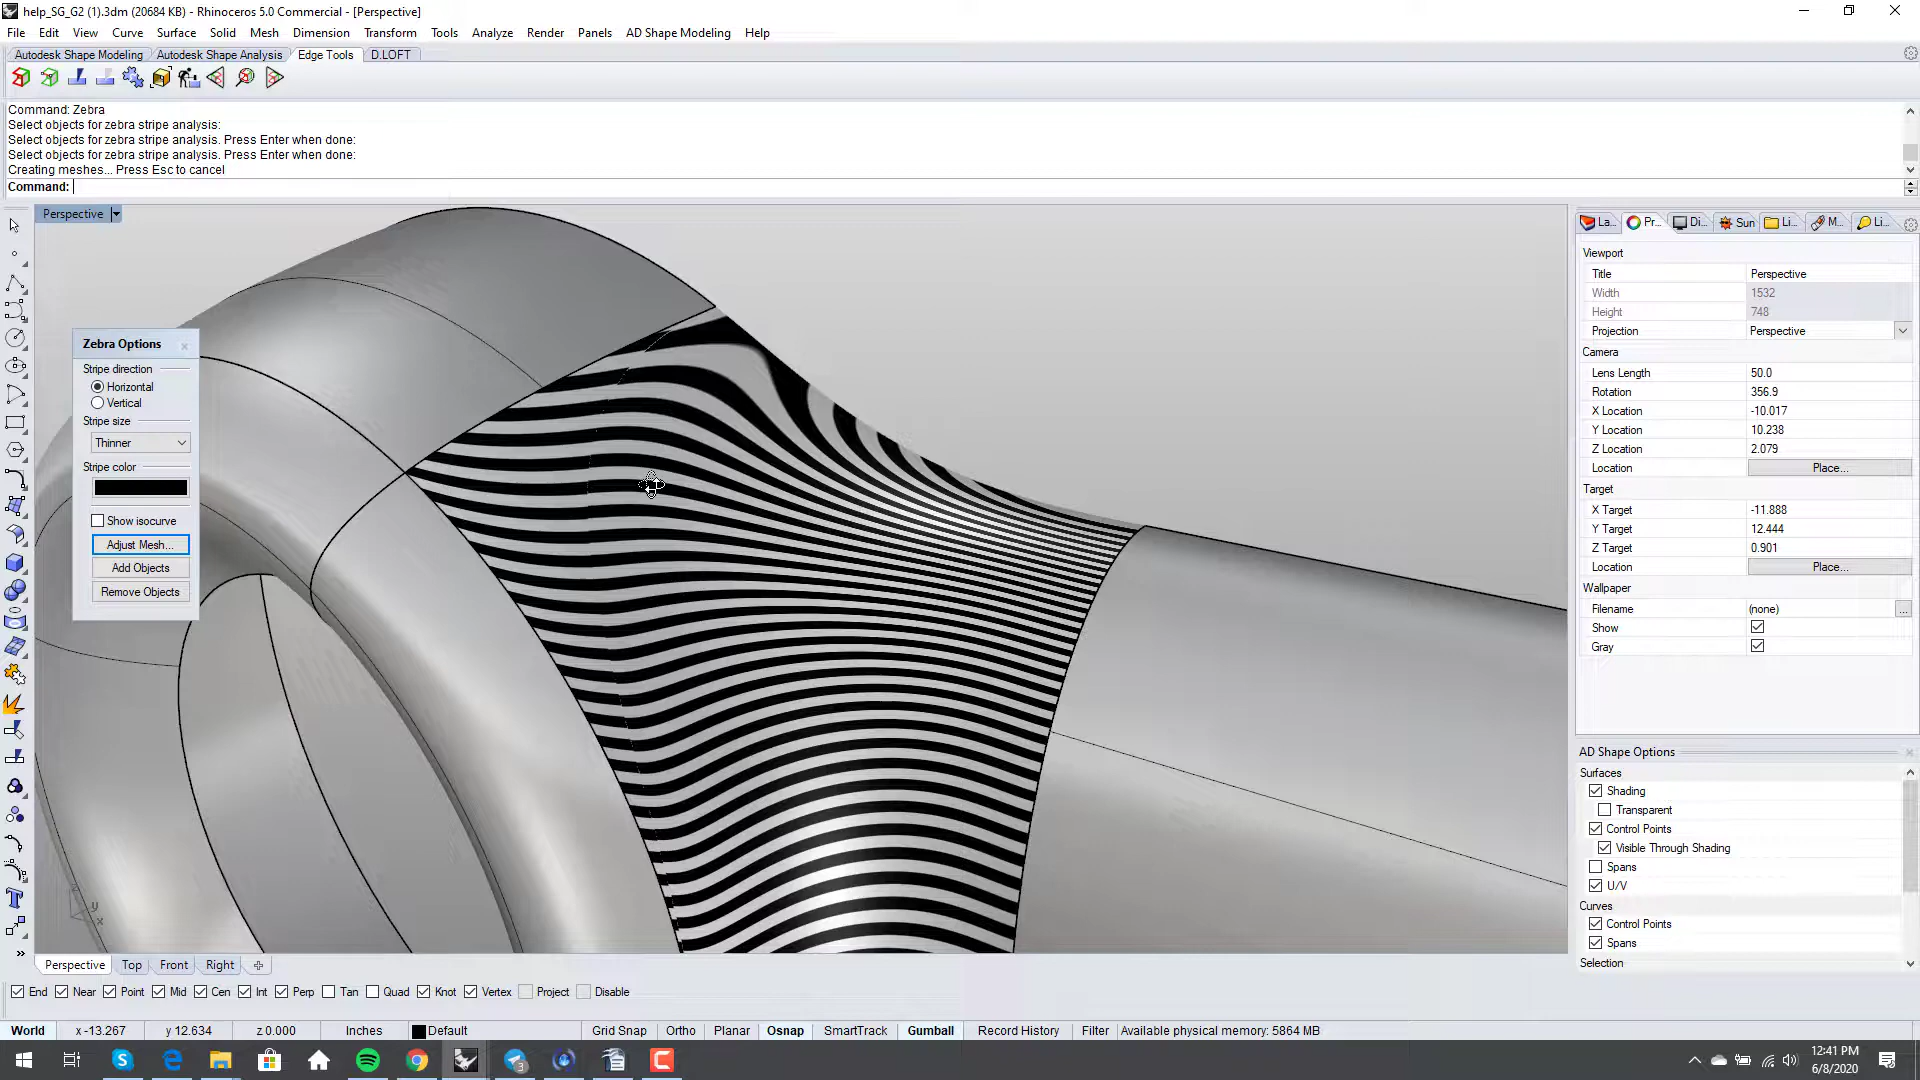 help_SG_G2 (1).3dm (20684 KB) - Rhinoceros 5.0 Commercial - [Perspective]
File Edit View Curve Surface Solid Mesh Dimension Transform Tools Analyze Render Panels AD Shape Modeling Help
Autodesk Shape Modeling Autodesk Shape Analysis Edge Tools D.LOFT
Command: Zebra
Select objects for zebra stripe analysis:
Select objects for zebra stripe analysis. Press Enter when done:
Select objects for zebra stripe analysis. Press Enter when done:
Creating meshes... Press Esc to cancel
Command:
Perspective
Zebra Options
Stripe direction
Horizontal
Vertical
Stripe size
Thinner
Stripe color
Show isocurve
Adjust Mesh...
Add Objects
Remove Objects
z
y
x
La... Pr... Di... Sun Li... M... Li...
Viewport
Title Perspective
Width 1532
Height 748
Projection Perspective
Camera
Lens Length 50.0
Rotation 356.9
X Location -10.017
Y Location 10.238
Z Location 2.079
Location Place...
Target
X Target -11.888
Y Target 12.444
Z Target 0.901
Location Place...
Wallpaper
Filename (none) ...
Show
Gray
AD Shape Options
Surfaces
Shading
Transparent
Control Points
Visible Through Shading
Spans
U/V
Curves
Control Points
Spans
Selection
Perspective Top Front Right
End Near Point Mid Cen Int Perp Tan Quad Knot Vertex Project Disable
World x -13.267 y 12.634 z 0.000 Inches Default Grid Snap Ortho Planar Osnap SmartTrack Gumball Record History Filter Available physical memory: 5864 MB
3
12:41 PM
6/8/2020